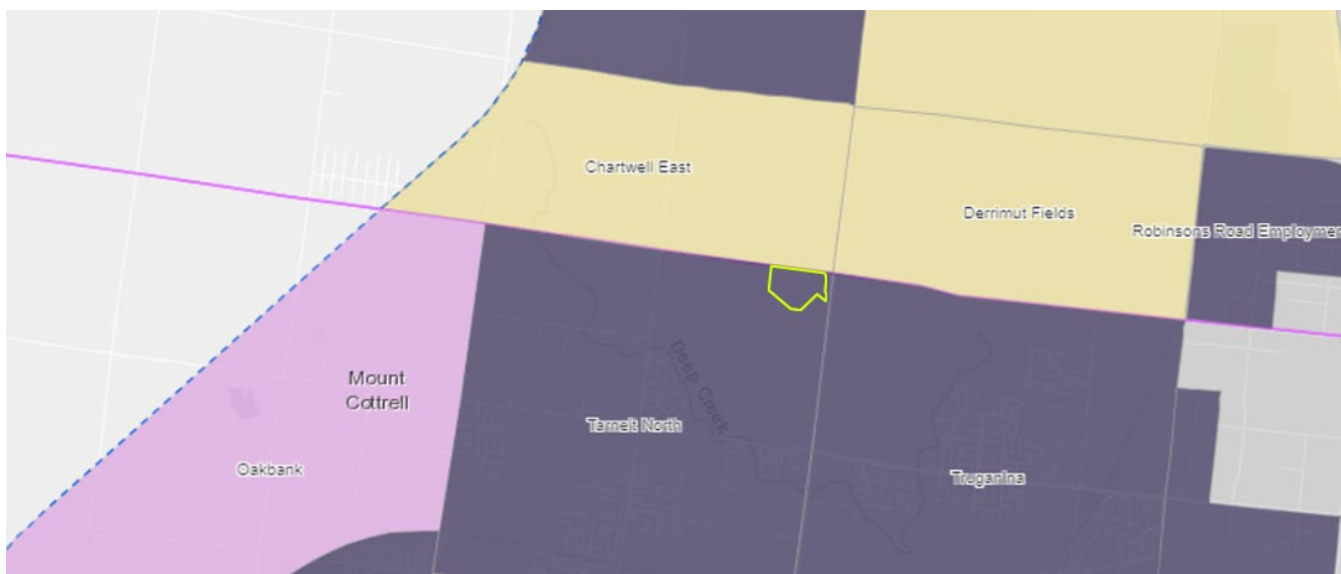 Chartwell East
Derrimut Fields
Robinsons Road Employmen
Mount
Cottrell
Deep Creek
Tarneit North
Oakbank
Truganina